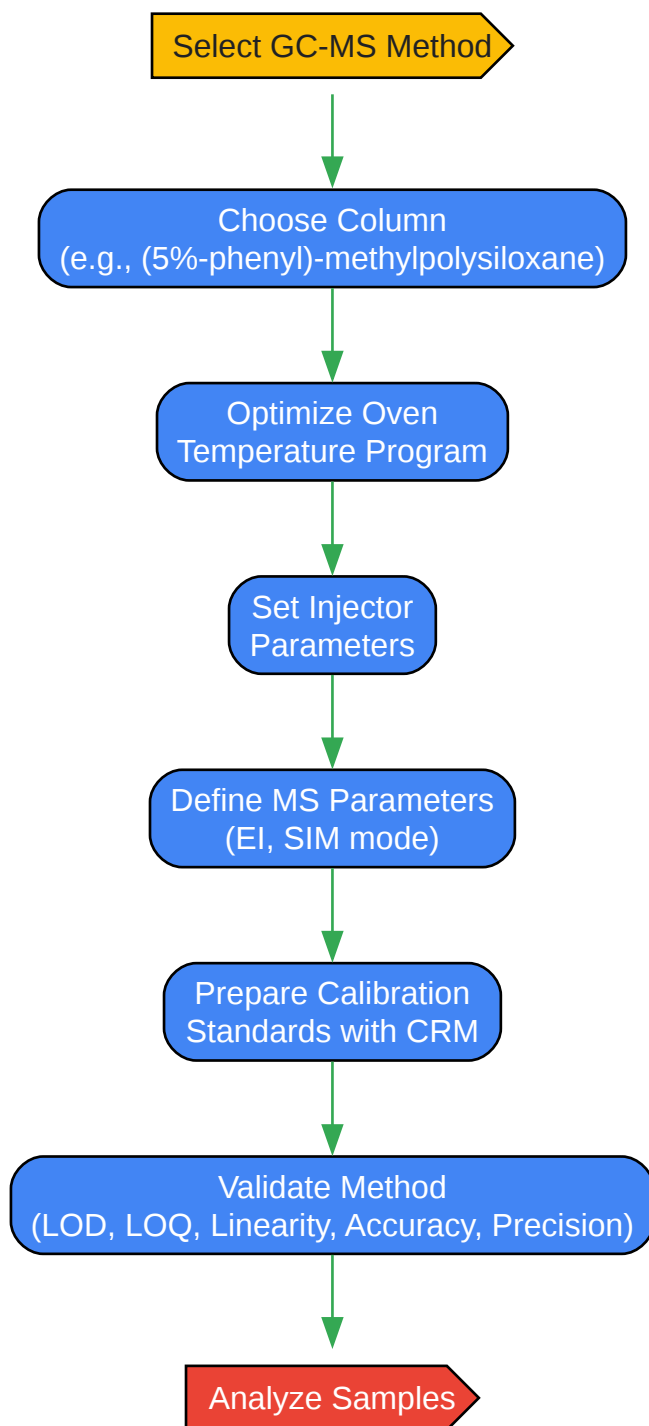 Select GC-MS Method
Choose Column
(e.g., (5%-phenyl)-methylpolysiloxane)
Optimize Oven
Temperature Program
Set Injector
Parameters
Define MS Parameters
(EI, SIM mode)
Prepare Calibration
Standards with CRM
Validate Method
(LOD, LOQ, Linearity, Accuracy, Precision)
Analyze Samples